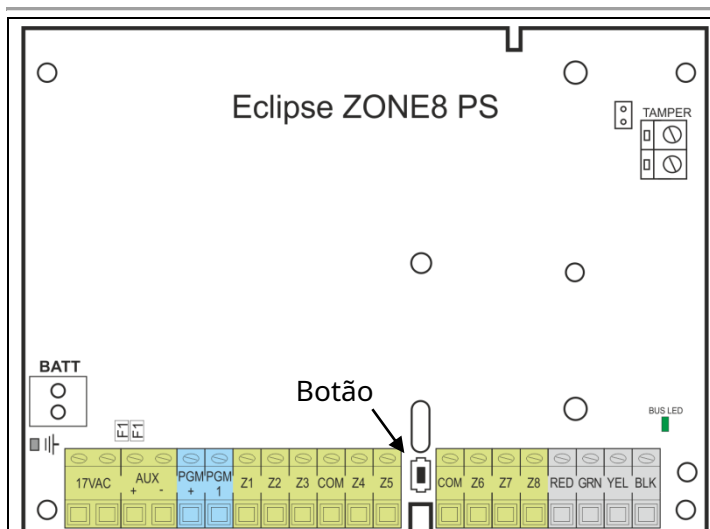 Eclipse ZONE8 PS
TAMPER
BATT
Botão
BUS LED
F1 F1
17VAC AUX + - PGM + PGM 1 Z1 Z2 Z3 COM Z4 Z5 COM Z6 Z7 Z8 RED GRN YEL BLK